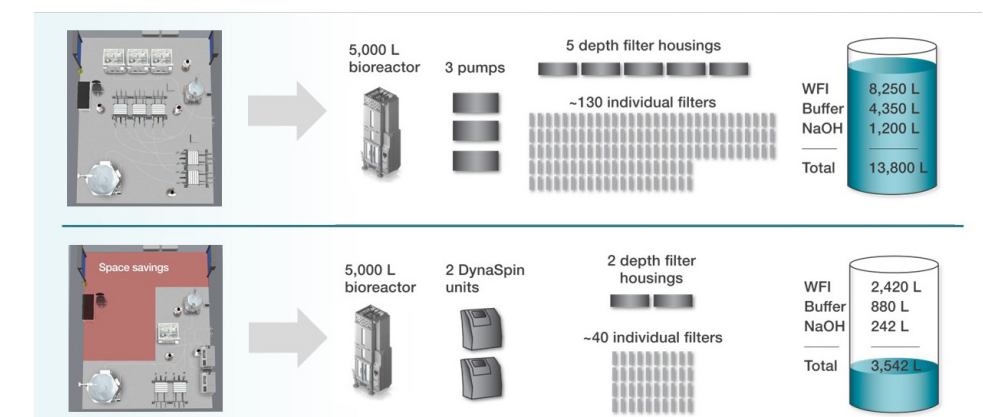 5,000 L
bioreactor
3 pumps
5 depth filter housings
~130 individual filters
WFI 8,250 L
Buffer 4,350 L
NaOH 1,200 L
Total 13,800 L
Space savings
5,000 L
bioreactor
2 DynaSpin
units
2 depth filter
housings
~40 individual filters
WFI 2,420 L
Buffer 880 L
NaOH 242 L
Total 3,542 L